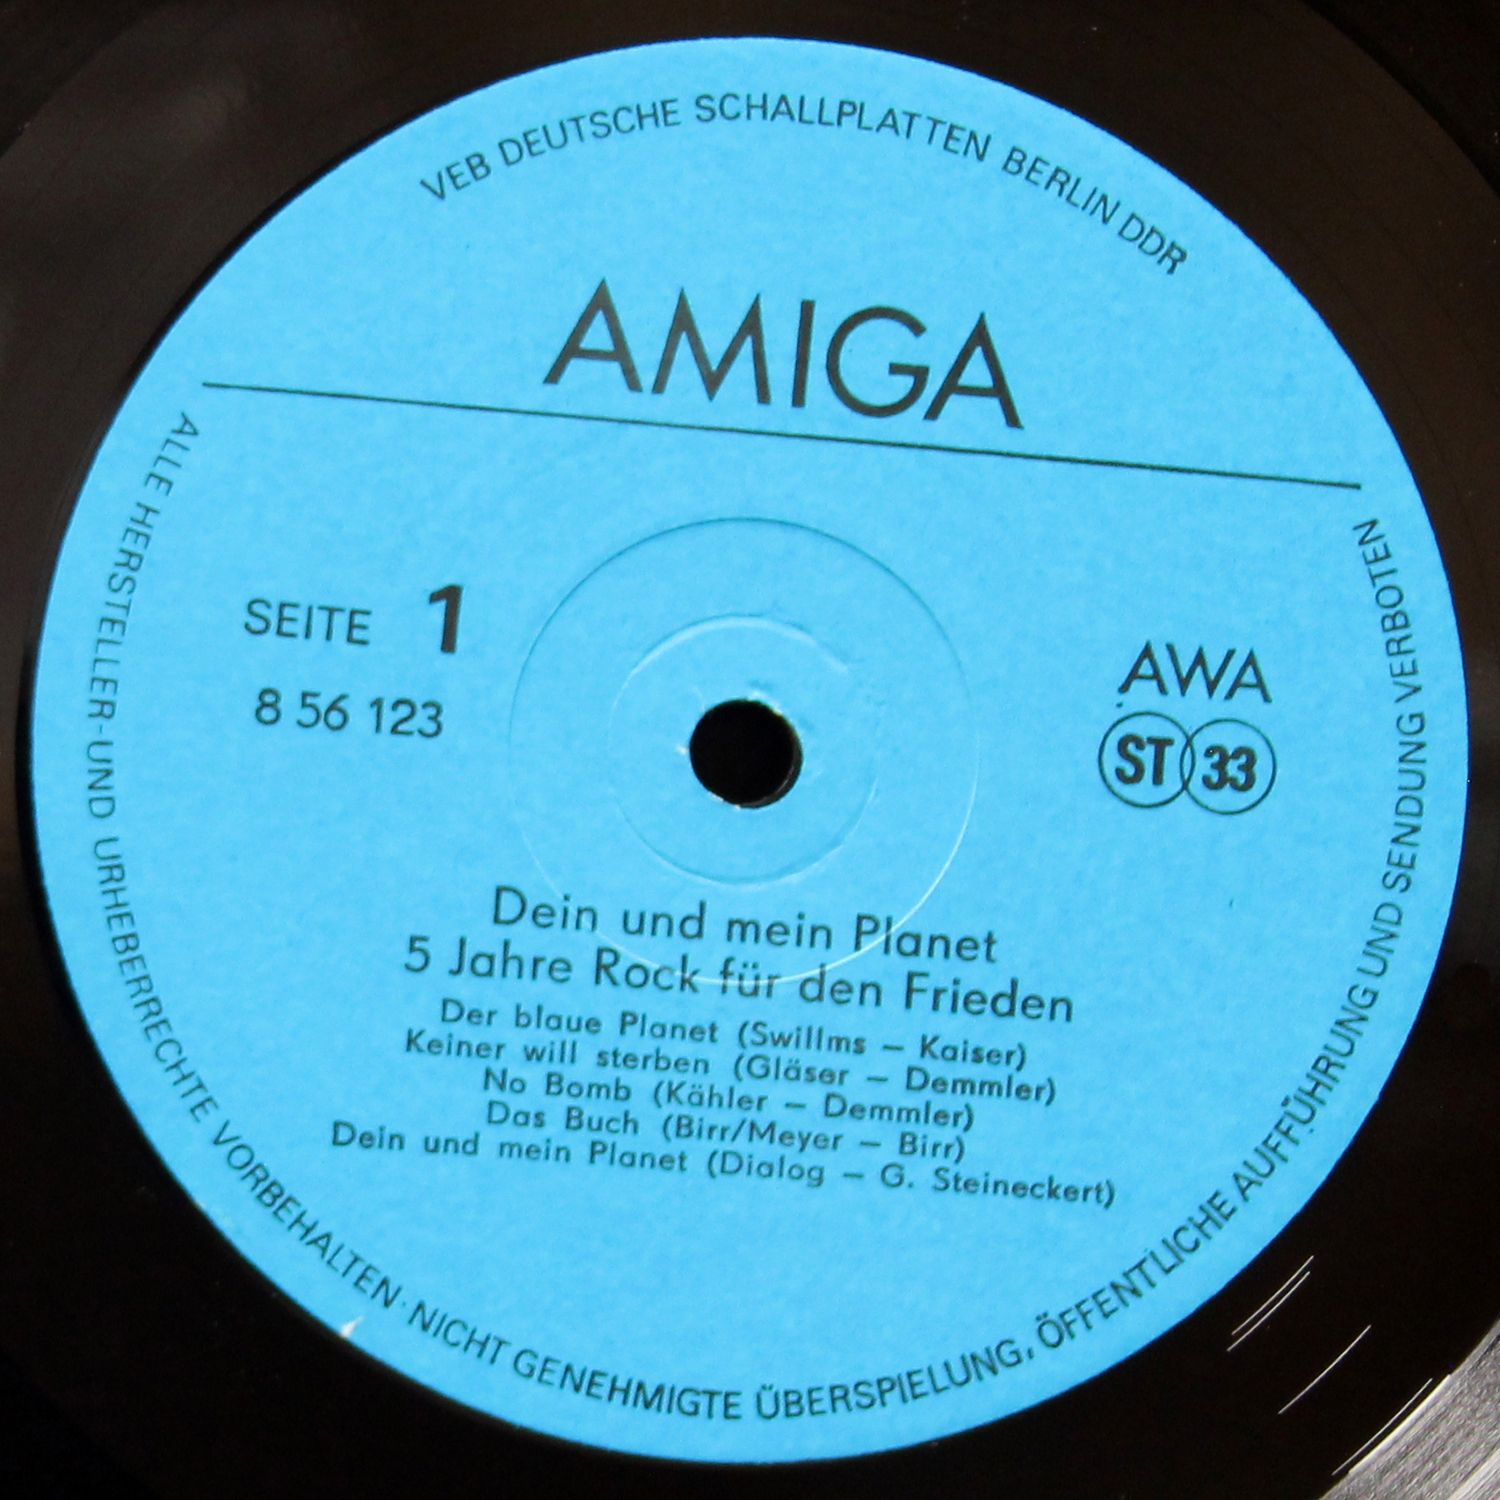 VEB DEUTSCHE SCHALLPLATTEN BERLIN DDR
AMIGA
SEITE 1
8 56 123
AWA
ST 33
Dein und mein Planet
5 Jahre Rock für den Frieden
Der blaue Planet (Swillms – Kaiser)
Keiner will sterben (Gläser – Demmler)
No Bomb (Kähler – Demmler)
Das Buch (Birr/Meyer – Birr)
Dein und mein Planet (Dialog – G. Steineckert)
ALLE HERSTELLER-UND URHEBERRECHTE VORBEHALTEN · NICHT GENEHMIGTE ÜBERSPIELUNG, ÖFFENTLICHE AUFFÜHRUNG UND SENDUNG VERBOTEN